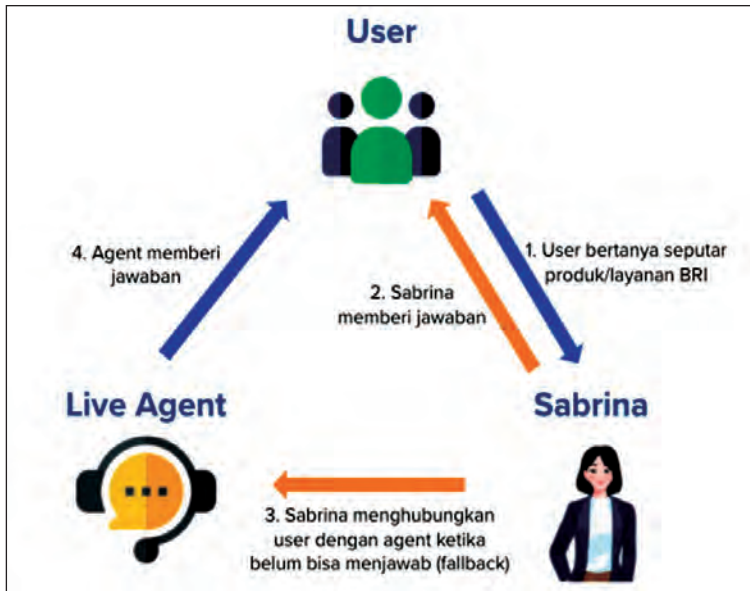 User
4. Agent memberi
jawaban
1. User bertanya seputar
produk/layanan BRI
2. Sabrina
memberi jawaban
Live Agent
Sabrina
3. Sabrina menghubungkan
user dengan agent ketika
belum bisa menjawab (fallback)